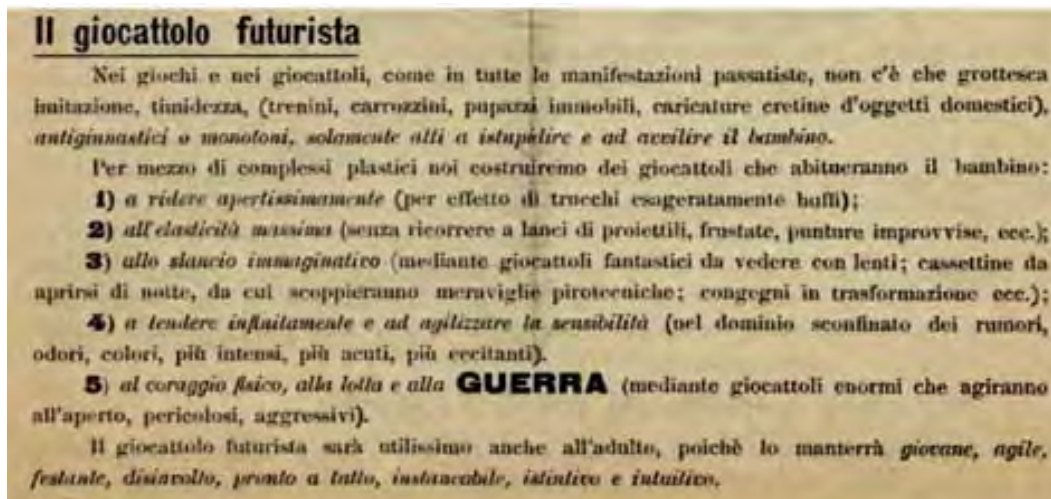 Il giocattolo futurista
Nei giochi e nei giocattoli, come in tutte le manifestazioni passatiste, non c'è che grottesca
imitazione, timidezza, (trenini, carrozzini, pupazzi immobili, caricature cretine d'oggetti domestici),
antiginnastici o monotoni, solamente atti a istupidire e ad avvilire il bambino.
Per mezzo di complessi plastici noi costruiremo dei giocattoli che abitueranno il bambino:
1) a ridere apertissimamente (per effetto di trucchi esageratamente buffi);
2) all'elasticità massima (senza ricorrere a lanci di proiettili, frustate, punture improvvise, ecc.);
3) allo slancio immaginativo (mediante giocattoli fantastici da vedere con lenti; cassettine da
aprirsi di notte, da cui scoppieranno meraviglie pirotecniche; congegni in trasformazione ecc.);
4) a tendere infinitamente e ad agilizzare la sensibilità (nel dominio sconfinato dei rumori,
odori, colori, più intensi, più acuti, più eccitanti).
5) al coraggio fisico, alla lotta e alla GUERRA (mediante giocattoli enormi che agiranno
all'aperto, pericolosi, aggressivi).
Il giocattolo futurista sarà utilissimo anche all'adulto, poichè lo manterrà giovane, agile,
festante, disinvolto, pronto a tutto, instancabile, istintivo e intuitivo.